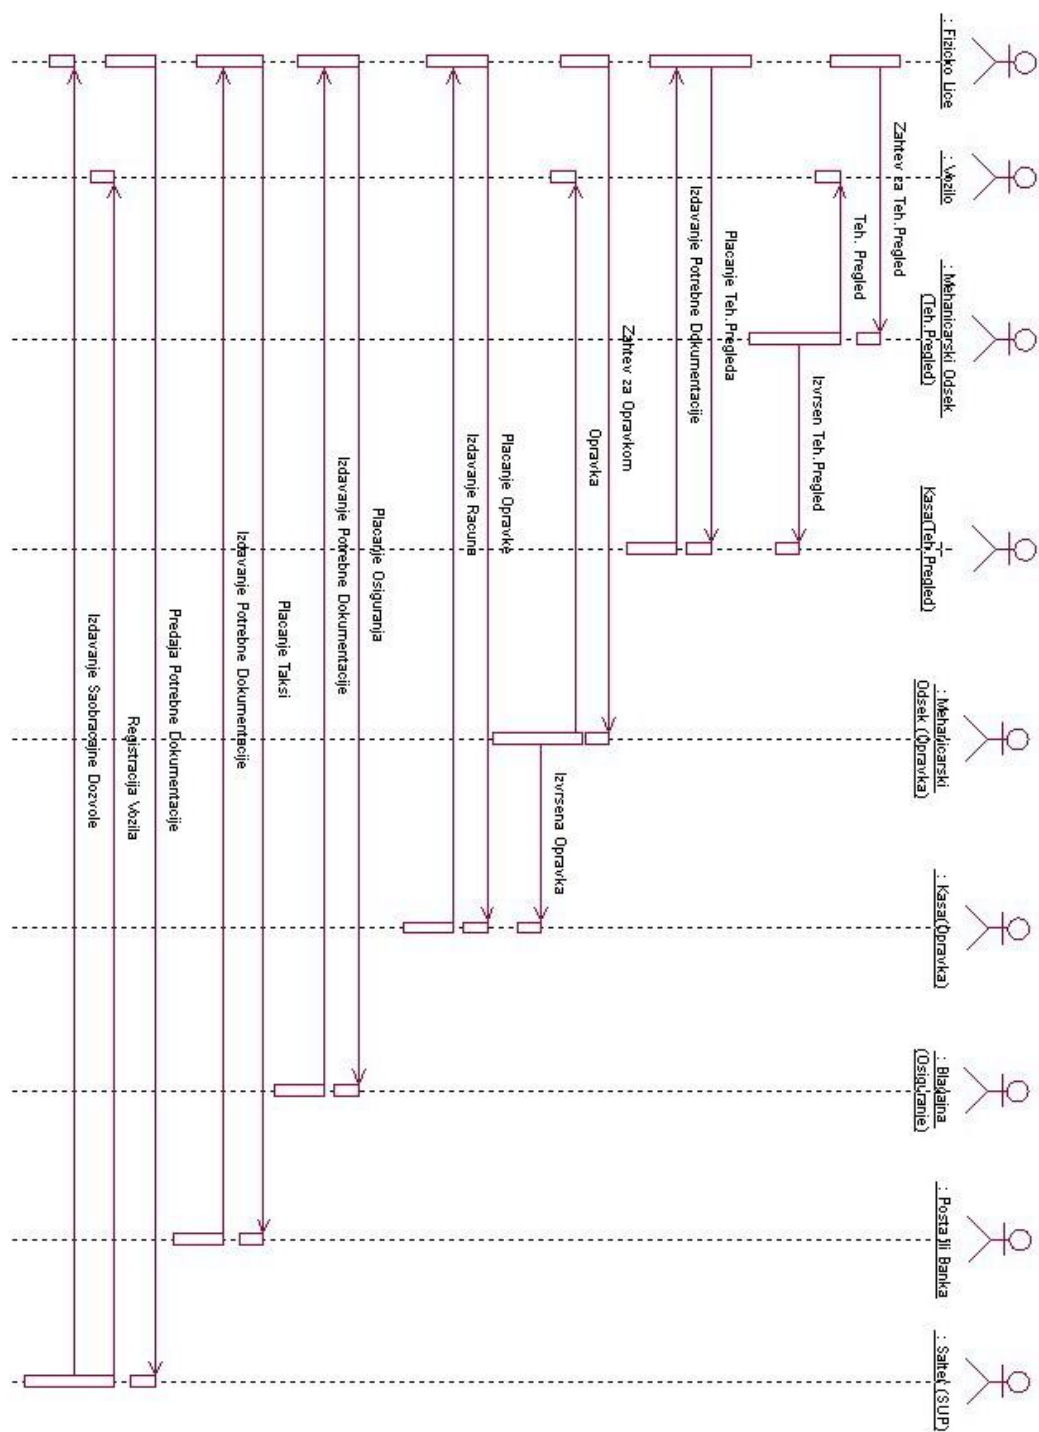 : Fizicko Lice
: Vozilo
: Mehanicarski Odsek
(Teh.Pregled)
Kasa(Teh.Pregled)
: Mehanicarski
Odsek (Opravka)
: Kasa(Opravka)
: Blagajna
(Osiguranje)
: Posta ili Banka
: Salter (SUP)
Zahtev za Teh.Pregled
Teh. Pregled
Izvrsen Teh.Pregled
Placanje Teh.Pregleda
Izdavanje Potrebne Dokumentacije
Zahtev za Opravkom
Opravka
Izvrsena Opravka
Placanje Opravke
Izdavanje Racuna
Placanje Osiguranja
Izdavanje Potrebne Dokumentacije
Placanje Taksi
Izdavanje Potrebne Dokumentacije
Predaja Potrebne Dokumentacije
Registracija Vozila
Izdavanje Saobracajne Dozvole